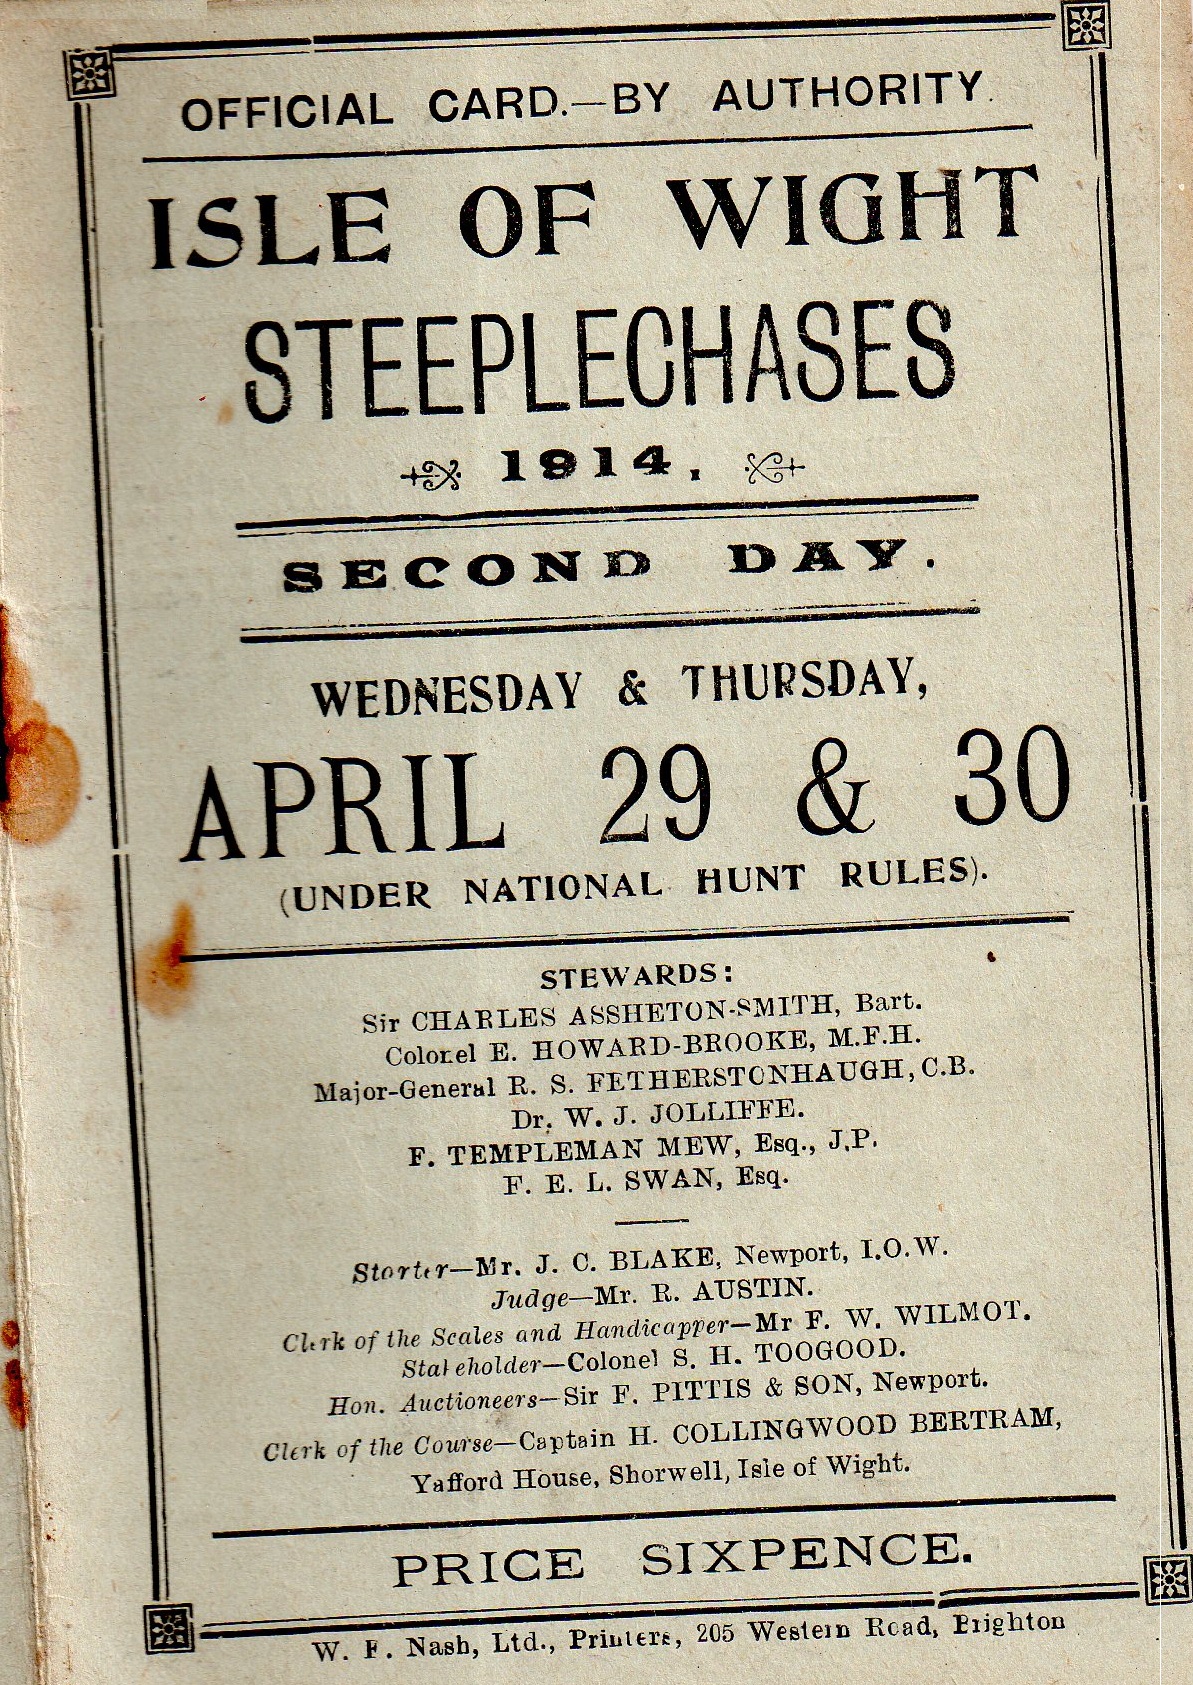 OFFICIAL CARD.—BY AUTHORITY.
ISLE OF WIGHT
STEEPLECHASES
1914,
SECOND DAY.
WEDNESDAY & THURSDAY,
APRIL 29 & 30
(UNDER NATIONAL HUNT RULES).
STEWARDS:
Sir CHARLES ASSHETON-SMITH, Bart.
Colonel E. HOWARD-BROOKE, M.F.H.
Major-General R. S. FETHERSTONHAUGH, C.B.
Dr. W. J. JOLLIFFE.
F. TEMPLEMAN MEW, Esq., J.P.
F. E. L. SWAN, Esq.
Starter—Mr. J. C. BLAKE, Newport, I.O.W.
Judge—Mr. R. AUSTIN.
Clerk of the Scales and Handicapper—Mr F. W. WILMOT.
Stakeholder—Colonel S. H. TOOGOOD.
Hon. Auctioneers—Sir F. PITTIS & SON, Newport.
Clerk of the Course—Captain H. COLLINGWOOD BERTRAM,
Yafford House, Shorwell, Isle of Wight.
PRICE SIXPENCE.
W. F. Nash, Ltd., Printers, 205 Western Road, Brighton